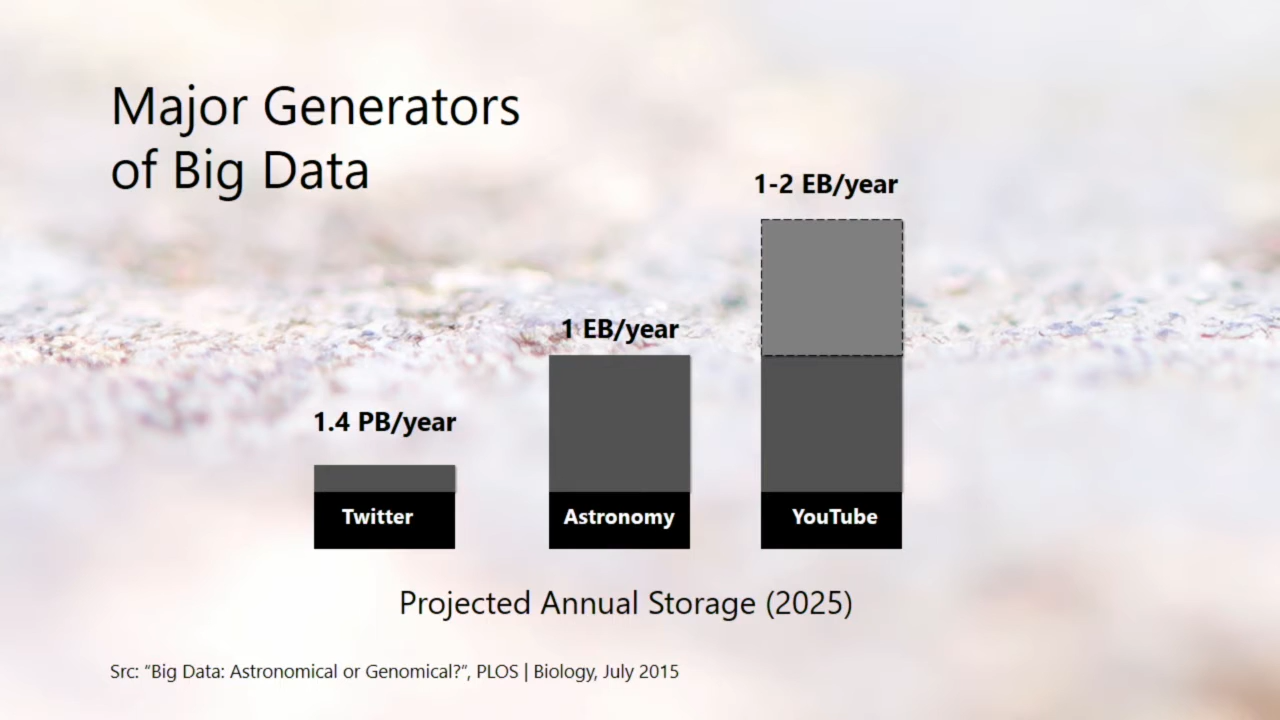 Major Generators
of Big Data
1-2 EB/year
1 EB/year
1.4 PB/year
Twitter
Astronomy
YouTube
Projected Annual Storage (2025)
Src: “Big Data: Astronomical or Genomical?”, PLOS | Biology, July 2015